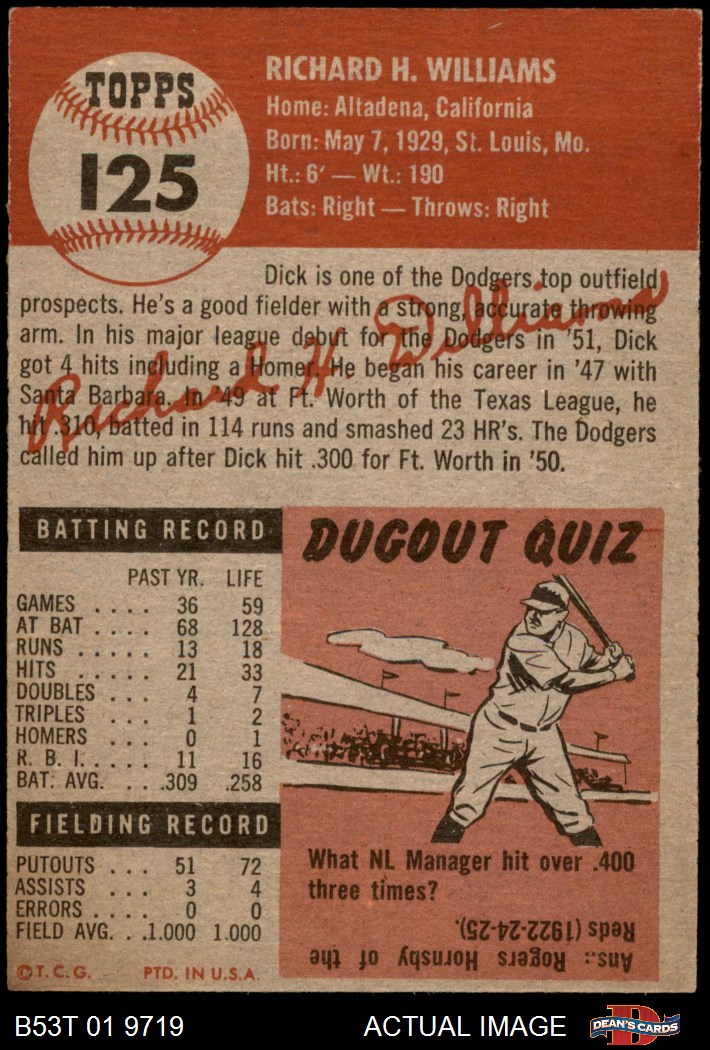 TOPPS
125
RICHARD H. WILLIAMS
Home: Altadena, California
Born: May 7, 1929, St. Louis, Mo.
Ht.: 6' — Wt.: 190
Bats: Right — Throws: Right
Dick is one of the Dodgers top outfield
prospects. He's a good fielder with a strong, accurate throwing
arm. In his major league debut for the Dodgers in '51, Dick
got 4 hits including a Homer. He began his career in '47 with
Santa Barbara. In '49 at Ft. Worth of the Texas League, he
hit .310, batted in 114 runs and smashed 23 HR's. The Dodgers
called him up after Dick hit .300 for Ft. Worth in '50.
Richard H Williams
BATTING RECORD
PAST YR. LIFE
GAMES .... 36 59
AT BAT .... 68 128
RUNS ..... 13 18
HITS ..... 21 33
DOUBLES ... 4 7
TRIPLES ... 1 2
HOMERS ... 0 1
R. B. I. .... 11 16
BAT. AVG. .. .309 .258
FIELDING RECORD
PUTOUTS ... 51 72
ASSISTS ... 3 4
ERRORS .... 0 0
FIELD AVG. . .1.000 1.000
© T. C. G. PTD. IN U.S.A.
DUGOUT QUIZ
What NL Manager hit over .400
three times?
Ans.: Rogers Hornsby of the
Reds (1922-24-25).
B53T 01 9719 ACTUAL IMAGE
D
DEAN'S CARDS